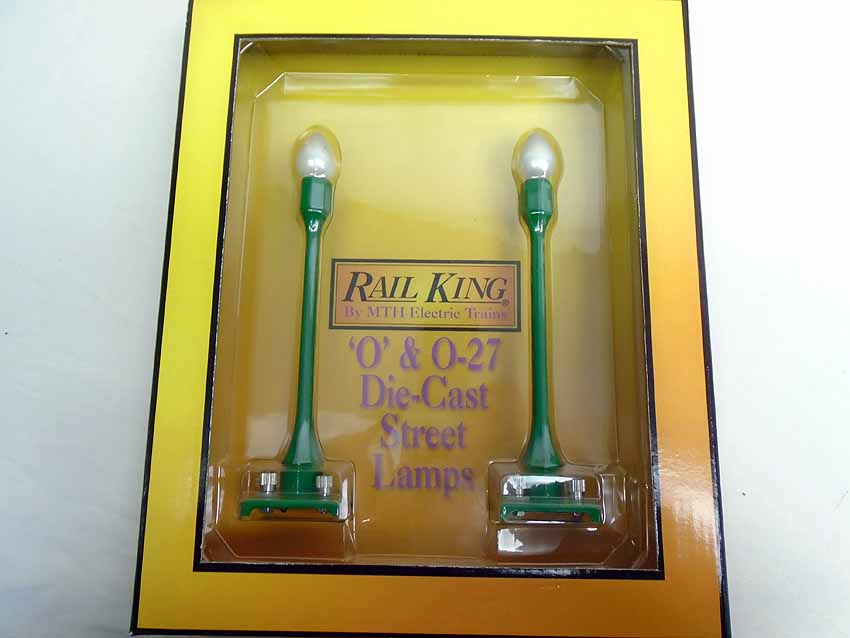 RAIL KING®
By MTH Electric Trains
‘O’ & O-27
Die-Cast
Street
Lamps